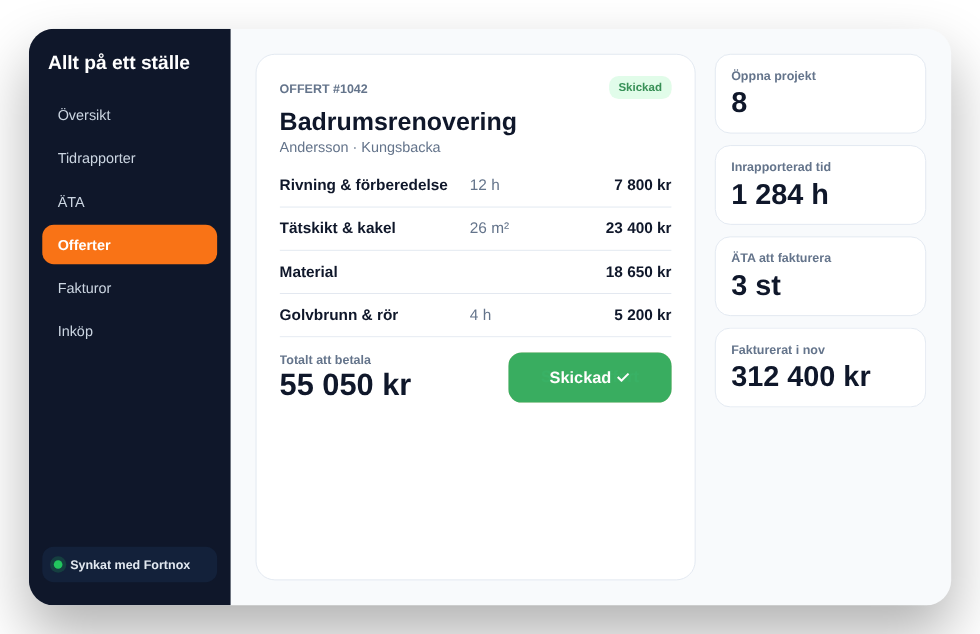 Allt på ett ställe
Översikt
Tidrapporter
ÄTA
Offerter
Fakturor
Inköp
Synkat med Fortnox
OFFERT #1042
Skickad
Badrumsrenovering
Andersson · Kungsbacka
Rivning & förberedelse 12 h 7 800 kr
Tätskikt & kakel 26 m² 23 400 kr
Material 18 650 kr
Golvbrunn & rör 4 h 5 200 kr
Totalt att betala
55 050 kr
Skickad ✓
Öppna projekt
8
Inrapporterad tid
1 284 h
ÄTA att fakturera
3 st
Fakturerat i nov
312 400 kr